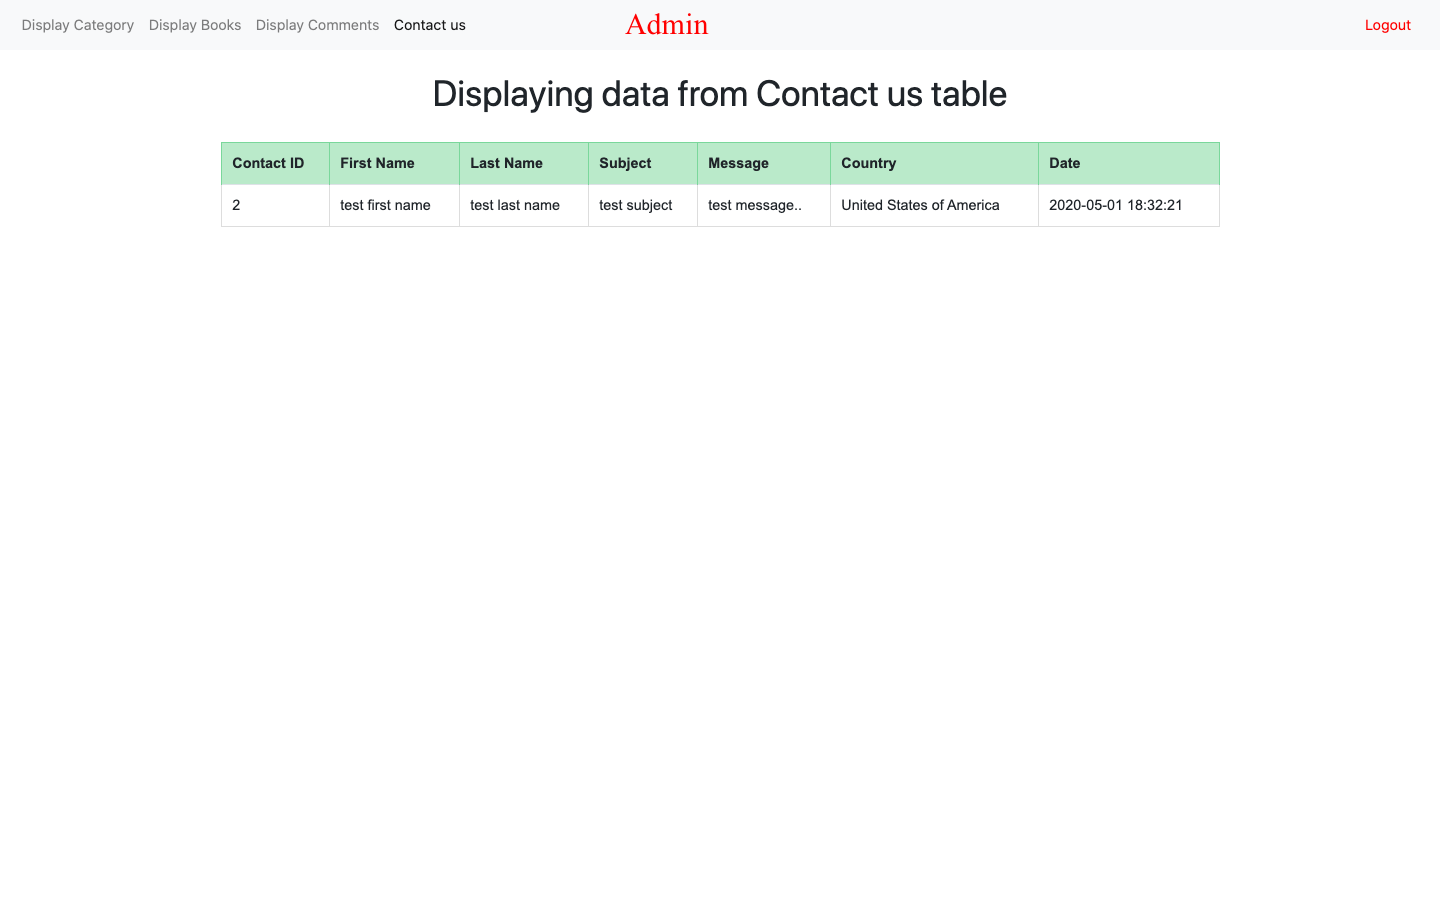 Display Category Display Books Display Comments Contact us Admin Logout
Displaying data from Contact us table
Contact ID First Name Last Name Subject Message Country Date
2 test first name test last name test subject test message.. United States of America 2020-05-01 18:32:21